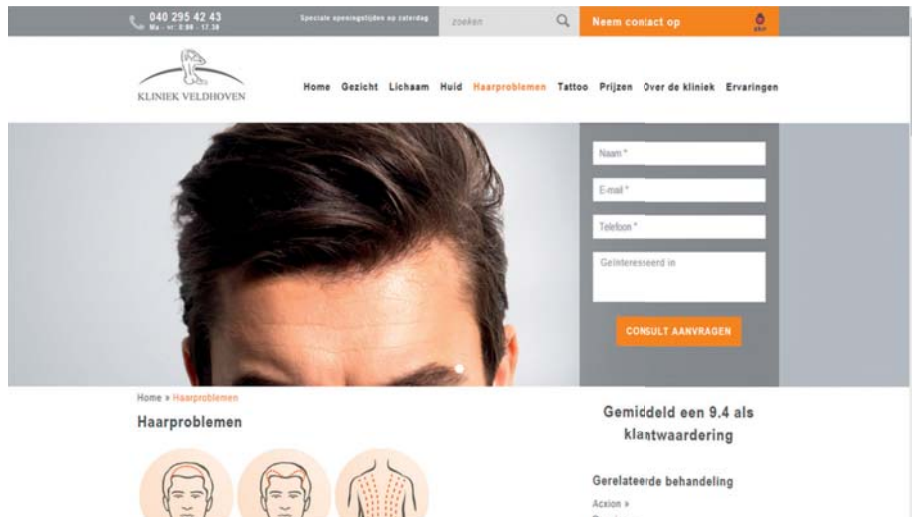 040 295 42 43
Ma - vr: 8:00 - 17.30
Speciale openingstijden op zaterdag
zoeken
Neem contact op
KLINIEK VELDHOVEN
Home Gezicht Lichaam Huid Haarproblemen Tattoo Prijzen Over de kliniek Ervaringen
Naam *
E-mail *
Telefoon *
Geïnteresseerd in
CONSULT AANVRAGEN
Home » Haarproblemen
Haarproblemen
Gemiddeld een 9.4 als
klantwaardering
Gerelateerde behandeling
Acxion »